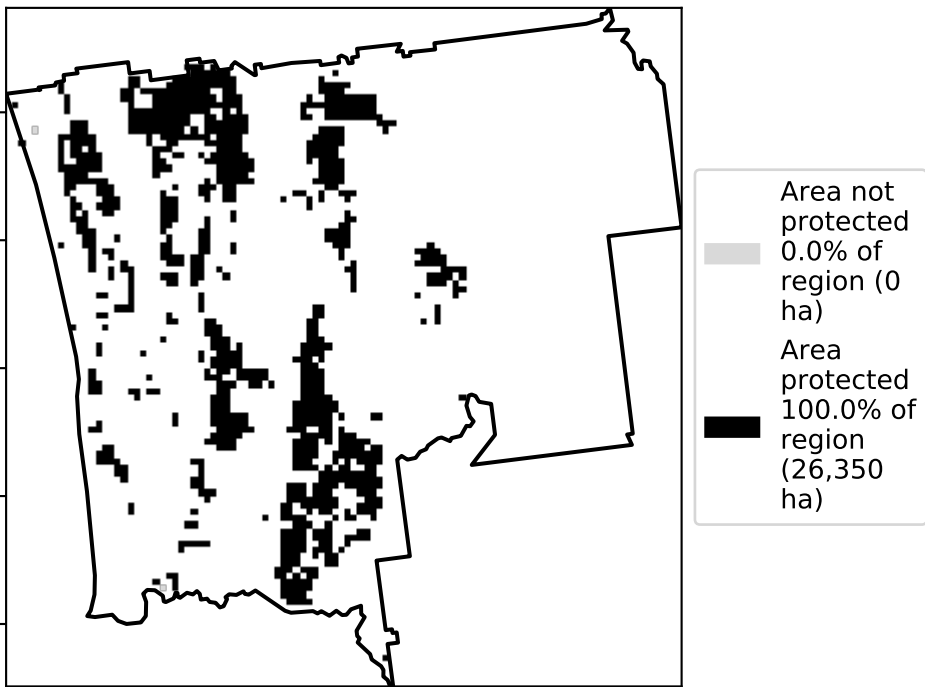 Area not
protected
0.0% of
region (0
ha)
Area
protected
100.0% of
region
(26,350
ha)